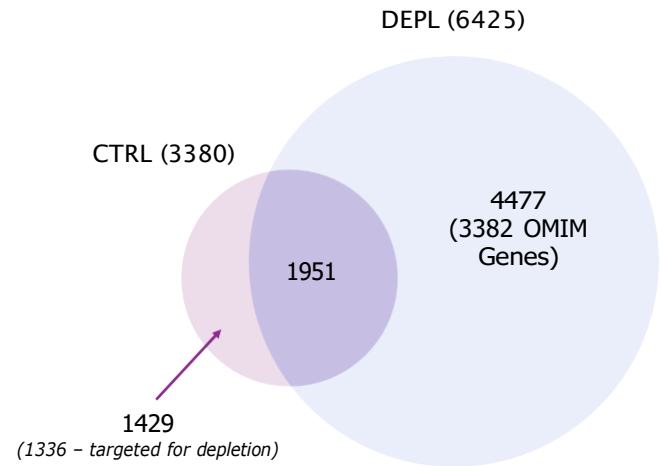 DEPL (6425)
CTRL (3380)
4477
(3382 OMIM
Genes)
1951
1429
(1336 – targeted for depletion)